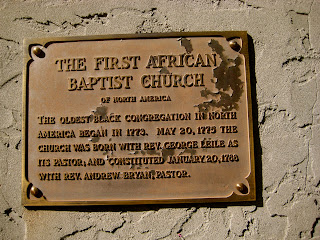 THE FIRST AFRICAN
BAPTIST CHURCH
OF NORTH AMERICA
THE OLDEST BLACK CONGREGATION IN NORTH
AMERICA BEGAN IN 1773. MAY 20, 1779 THE
CHURCH WAS BORN WITH REV. GEORGE LEILE AS
ITS PASTOR, AND CONSTITUTED JANUARY 20, 1788
WITH REV. ANDREW BRYAN, PASTOR.